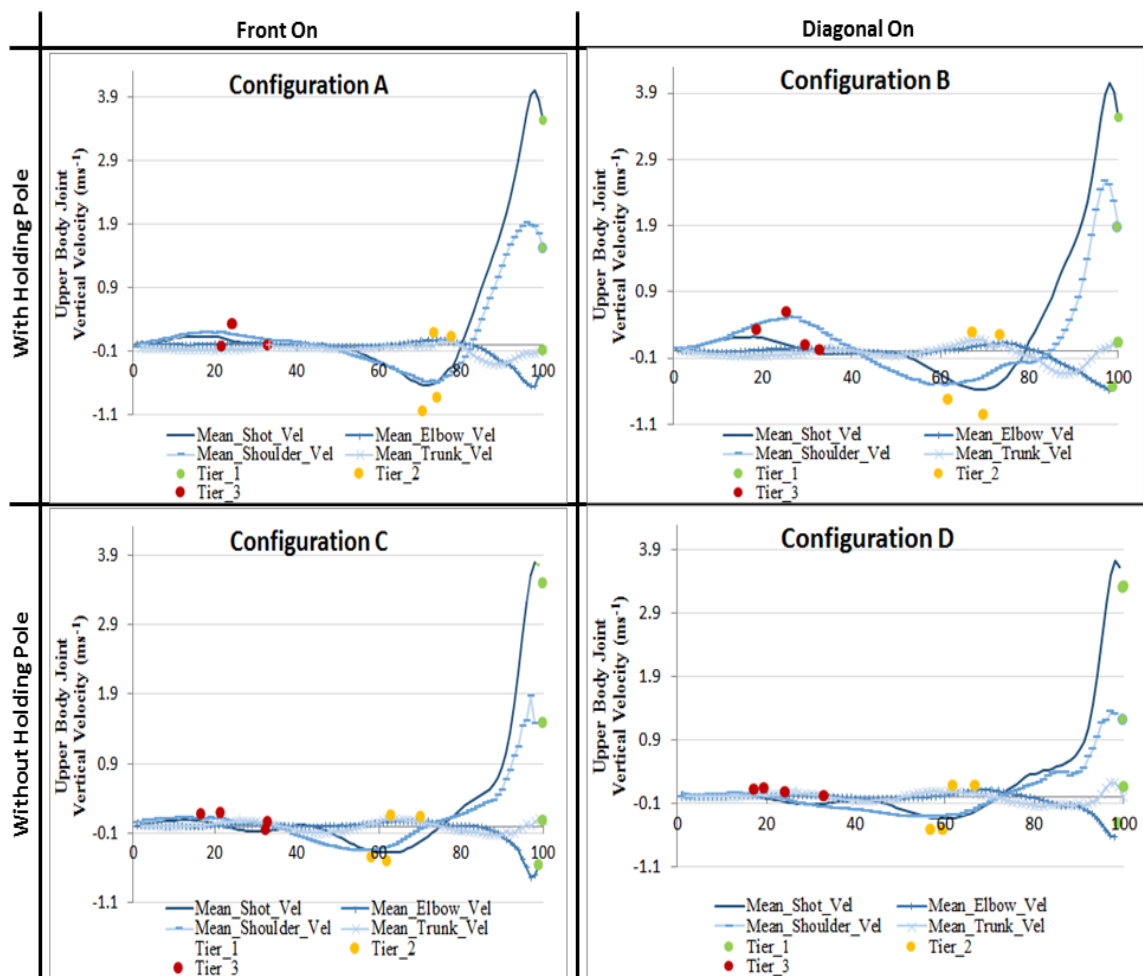 Front On
Diagonal On
With Holding Pole
Configuration A
Upper Body Joint
Vertical Velocity (ms⁻¹)
3.9
2.9
1.9
0.9
-0.1
-1.1
0
20
40
60
80
100
Mean_Shot_Vel
Mean_Elbow_Vel
Mean_Shoulder_Vel
Mean_Trunk_Vel
Tier_1
Tier_2
Tier_3
Configuration B
Upper Body Joint
Vertical Velocity (ms⁻¹)
3.9
2.9
1.9
0.9
-0.1
-1.1
0
20
40
60
80
100
Mean_Shot_Vel
Mean_Elbow_Vel
Mean_Shoulder_Vel
Mean_Trunk_Vel
Tier_1
Tier_2
Tier_3
Without Holding Pole
Configuration C
Upper Body Joint
Vertical Velocity (ms⁻¹)
3.9
2.9
1.9
0.9
-0.1
-1.1
0
20
40
60
80
100
Mean_Shot_Vel
Mean_Elbow_Vel
Mean_Shoulder_Vel
Mean_Trunk_Vel
Tier_1
Tier_2
Tier_3
Configuration D
Upper Body Joint
Vertical Velocity (ms⁻¹)
3.9
2.9
1.9
0.9
-0.1
-1.1
0
20
40
60
80
100
Mean_Shot_Vel
Mean_Elbow_Vel
Mean_Shoulder_Vel
Mean_Trunk_Vel
Tier_1
Tier_2
Tier_3